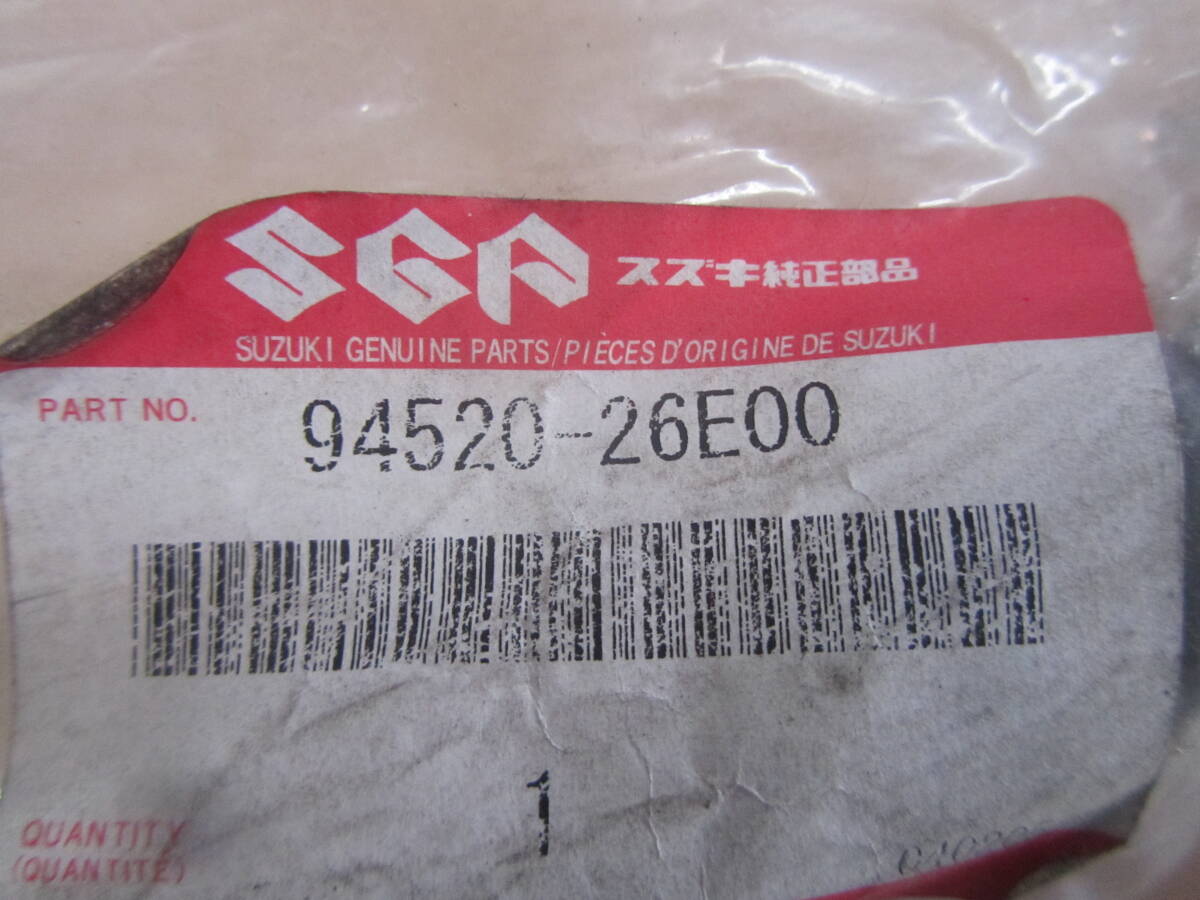 SGP スズキ純正部品
SUZUKI GENUINE PARTS/PIÈCES D'ORIGINE DE SUZUKI
PART NO. 94520-26E00
1
QUANTITY
(QUANTITÉ)